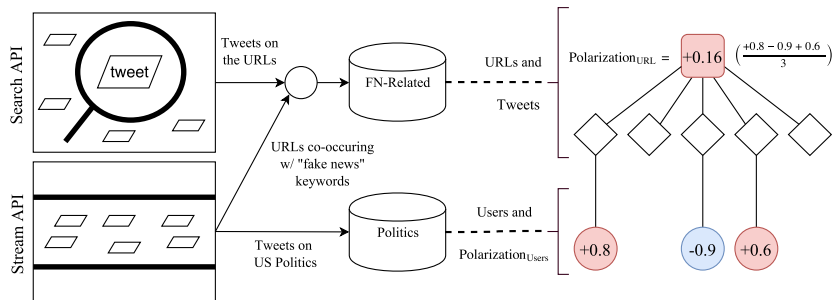 Search API
tweet
Tweets on
the URLs
FN-Related
URLs and
Tweets
Polarization_URL =
+0.16
(+0.8 − 0.9 + 0.6 / 3)
URLs co-occuring
w/ "fake news"
keywords
Stream API
Tweets on
US Politics
Politics
Users and
Polarization_Users
+0.8
-0.9
+0.6